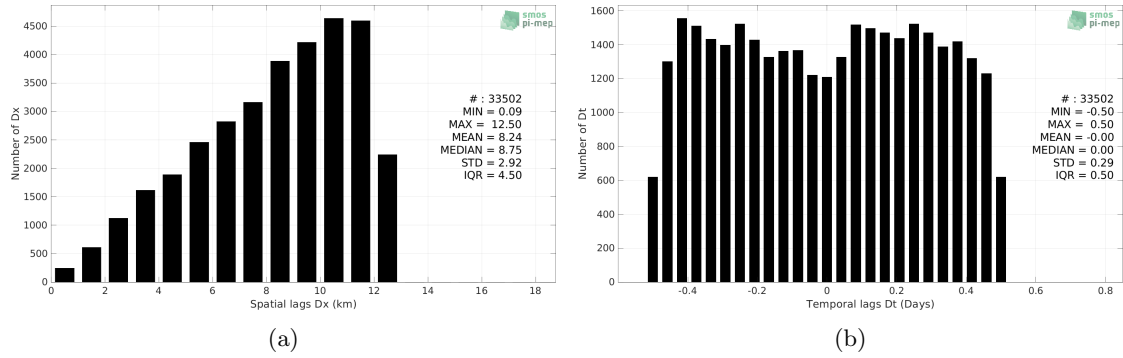 4500
4000
3500
3000
2500
2000
1500
1000
500
0
Number of Dx
smos
pi-mep
# : 33502
MIN = 0.09
MAX = 12.50
MEAN = 8.24
MEDIAN = 8.75
STD = 2.92
IQR = 4.50
0 2 4 6 8 10 12 14 16 18
Spatial lags Dx (km)
(a)
1600
1400
1200
1000
800
600
400
200
0
Number of Dt
smos
pi-mep
# : 33502
MIN = -0.50
MAX = 0.50
MEAN = -0.00
MEDIAN = 0.00
STD = 0.29
IQR = 0.50
-0.4 -0.2 0 0.2 0.4 0.6 0.8
Temporal lags Dt (Days)
(b)